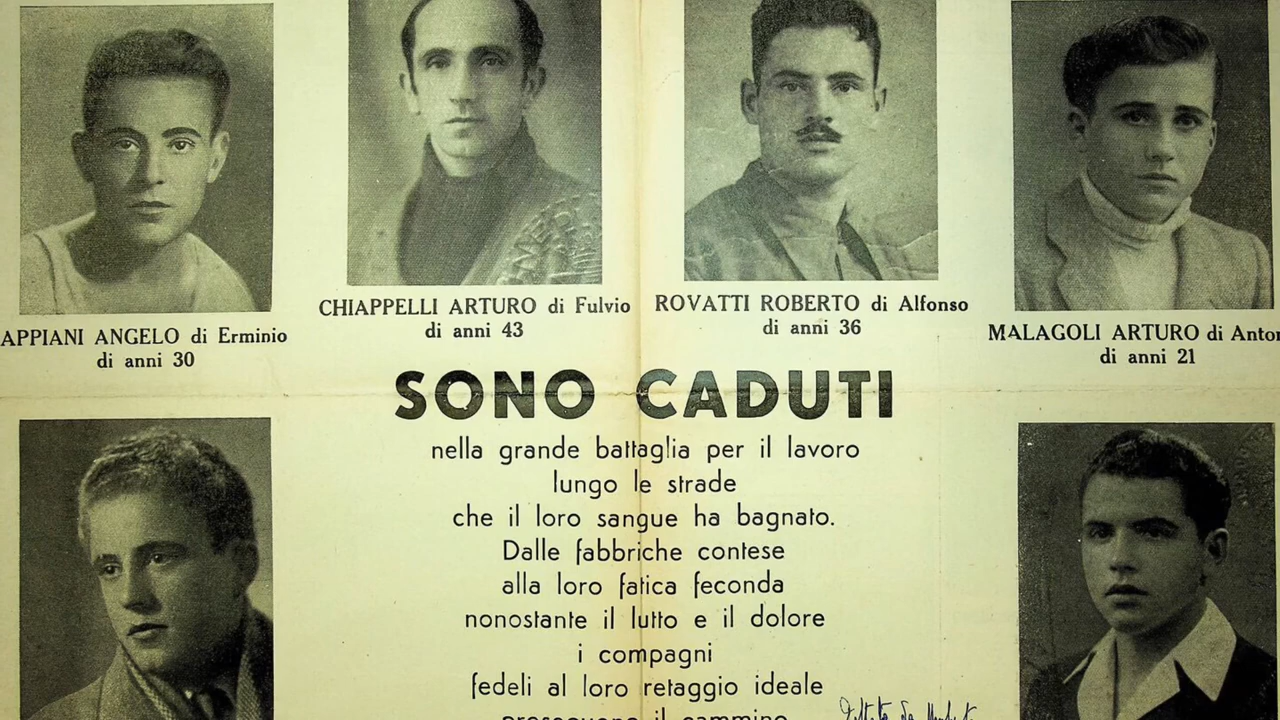 APPIANI ANGELO di Erminio
di anni 30
CHIAPPELLI ARTURO di Fulvio
di anni 43
ROVATTI ROBERTO di Alfonso
di anni 36
MALAGOLI ARTURO di Anton
di anni 21
SONO CADUTI
nella grande battaglia per il lavoro
lungo le strade
che il loro sangue ha bagnato.
Dalle fabbriche contese
alla loro fatica feconda
nonostante il lutto e il dolore
i compagni
fedeli al loro retaggio ideale
proseguono il cammino